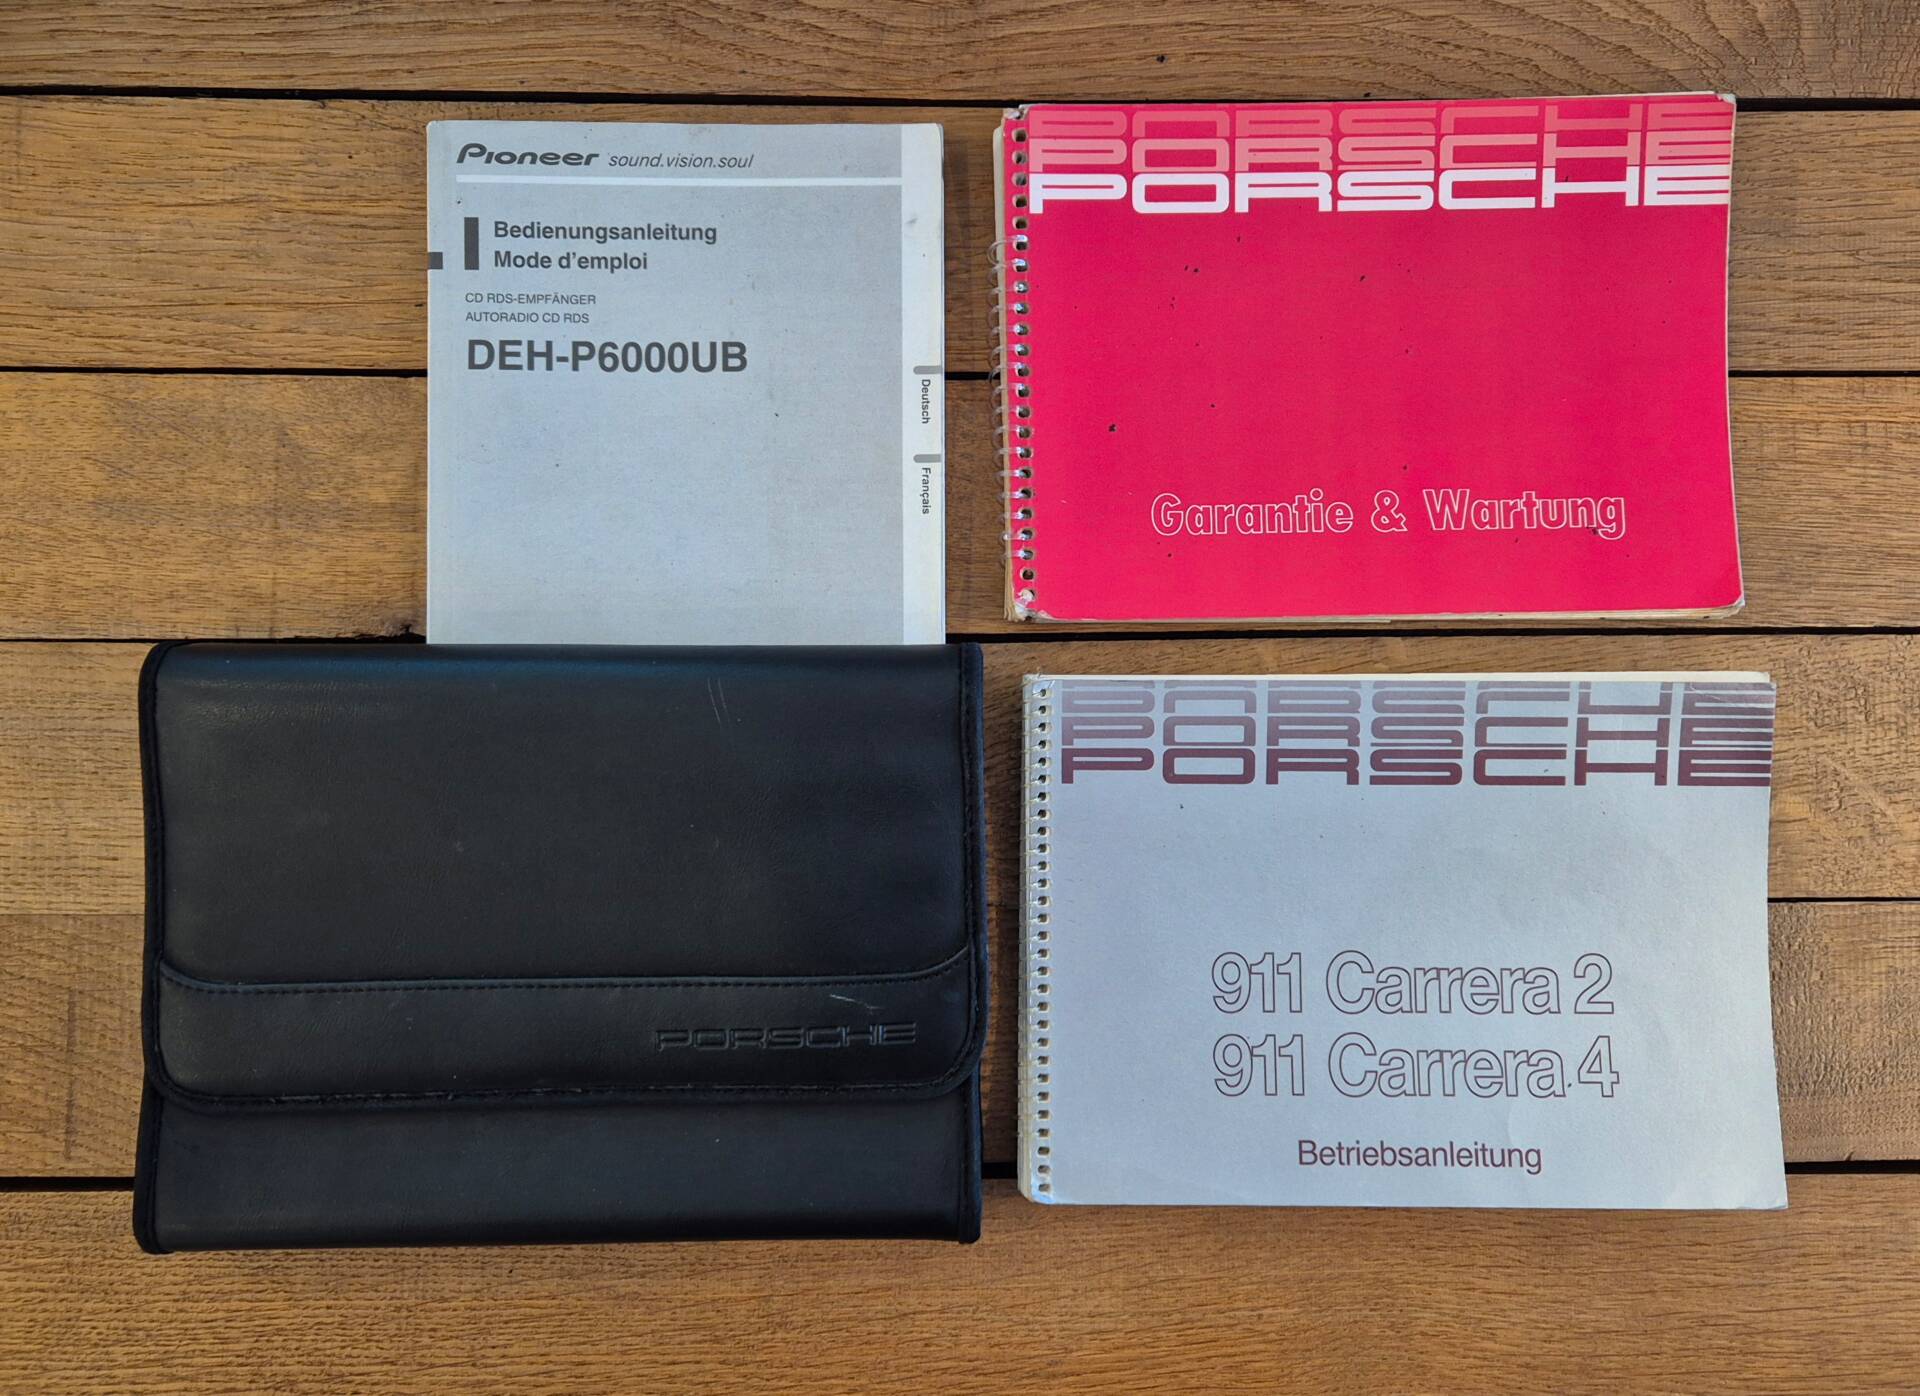 Pioneer sound.vision.soul
Bedienungsanleitung
Mode d'emploi
CD RDS-EMPFÄNGER
AUTORADIO CD RDS
DEH-P6000UB
Deutsch
Français
PORSCHE
PORSCHE
PORSCHE
Garantie & Wartung
PORSCHE
PORSCHE
PORSCHE
PORSCHE
911 Carrera 2
911 Carrera 4
Betriebsanleitung